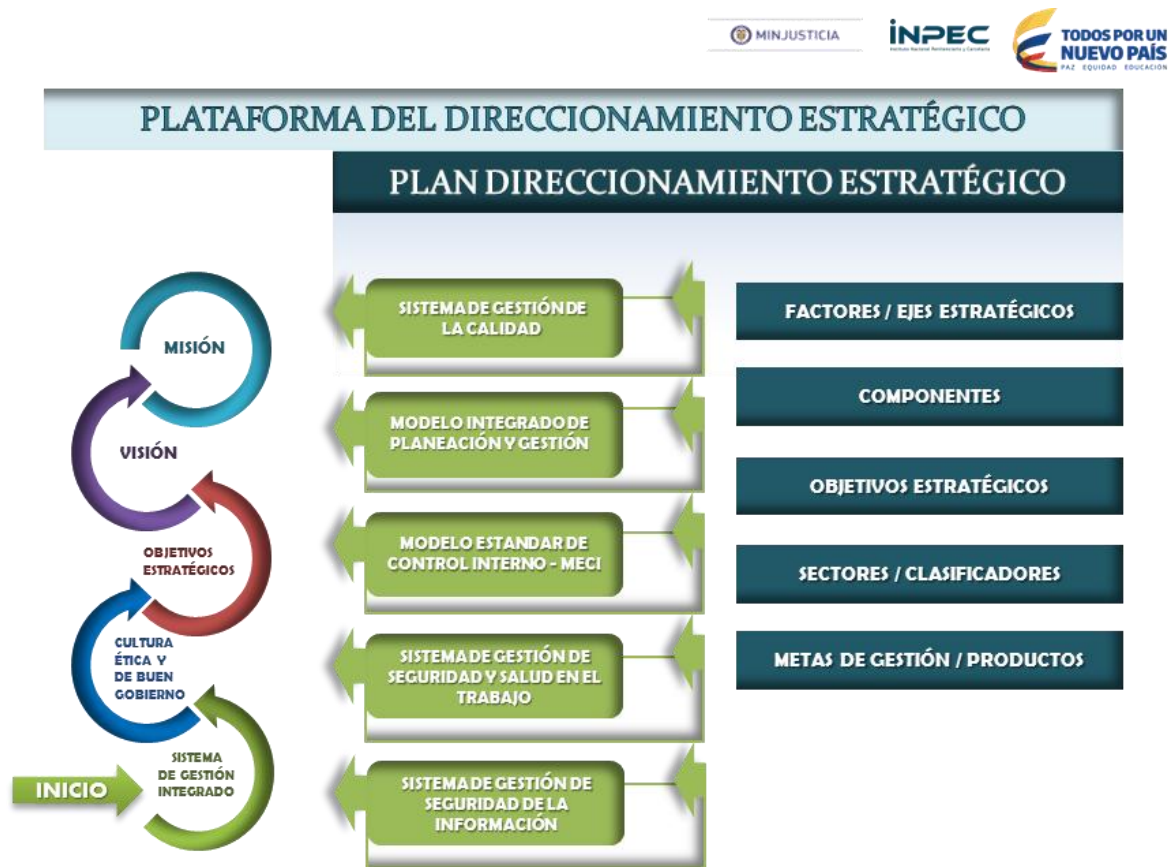 MINJUSTICIA
INPEC
Instituto Nacional Penitenciario y Carcelario
TODOS POR UN
NUEVO PAÍS
PAZ EQUIDAD EDUCACIÓN
PLATAFORMA DEL DIRECCIONAMIENTO ESTRATÉGICO
PLAN DIRECCIONAMIENTO ESTRATÉGICO
MISIÓN
VISIÓN
OBJETIVOS
ESTRATÉGICOS
CULTURA
ÉTICA Y
DE BUEN
GOBIERNO
SISTEMA
DE GESTIÓN
INTEGRADO
INICIO
SISTEMA DE GESTIÓN DE
LA CALIDAD
MODELO INTEGRADO DE
PLANEACIÓN Y GESTIÓN
MODELO ESTANDAR DE
CONTROL INTERNO - MECI
SISTEMA DE GESTIÓN DE
SEGURIDAD Y SALUD EN EL
TRABAJO
SISTEMA DE GESTIÓN DE
SEGURIDAD DE LA
INFORMACIÓN
FACTORES / EJES ESTRATÉGICOS
COMPONENTES
OBJETIVOS ESTRATÉGICOS
SECTORES / CLASIFICADORES
METAS DE GESTIÓN / PRODUCTOS